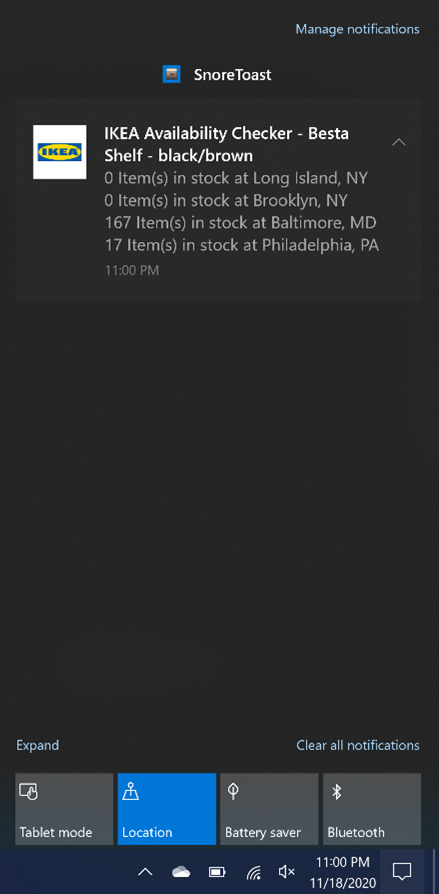 Manage notifications
SnoreToast
IKEA
IKEA Availability Checker - Besta
Shelf - black/brown
0 Item(s) in stock at Long Island, NY
0 Item(s) in stock at Brooklyn, NY
167 Item(s) in stock at Baltimore, MD
17 Item(s) in stock at Philadelphia, PA
11:00 PM
Expand
Clear all notifications
Tablet mode
Location
Battery saver
Bluetooth
11:00 PM
11/18/2020